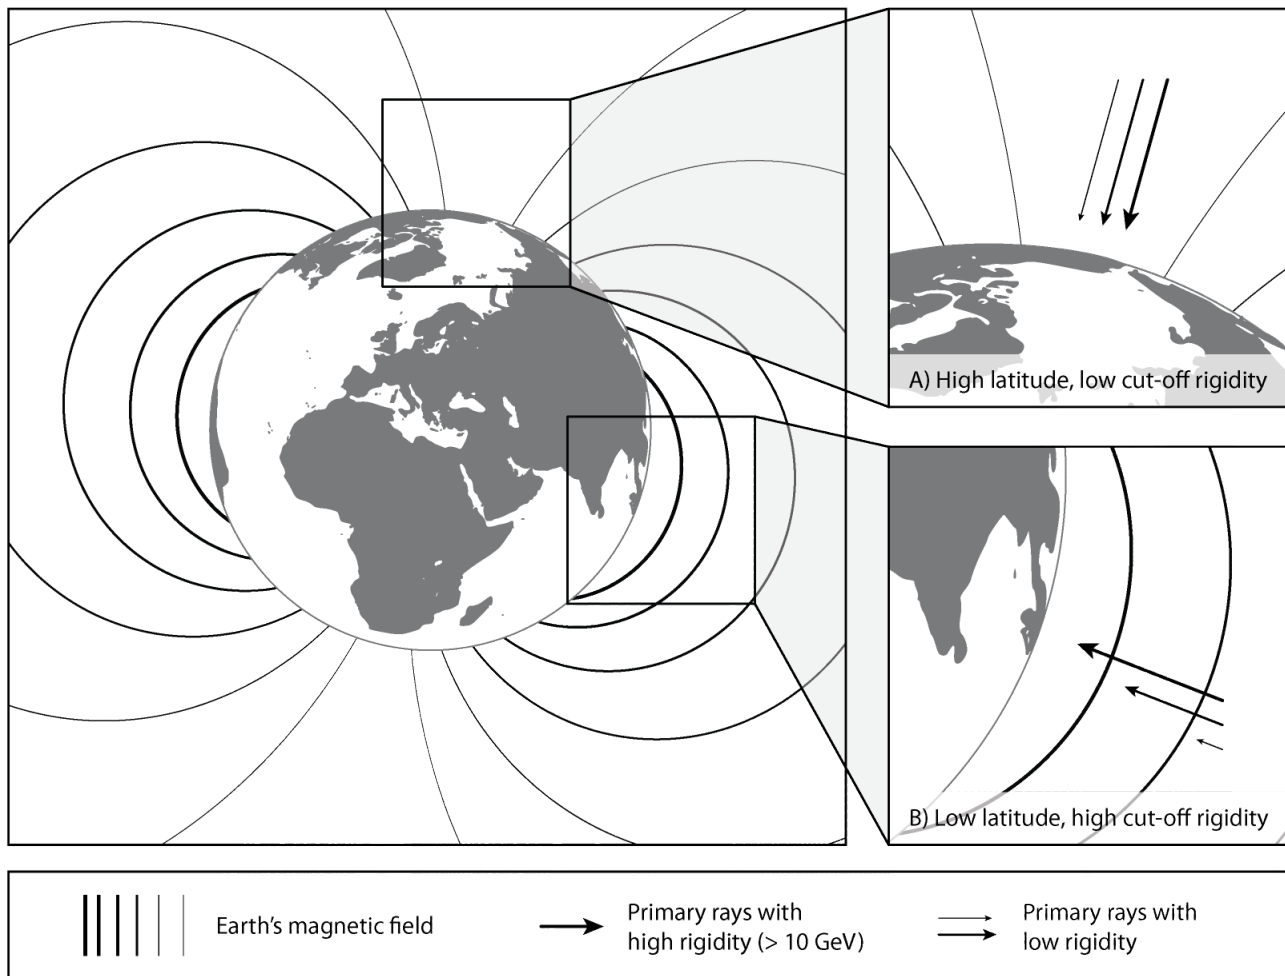 A) High latitude, low cut-off rigidity
B) Low latitude, high cut-off rigidity
Earth’s magnetic field
Primary rays with
high rigidity (> 10 GeV)
Primary rays with
low rigidity